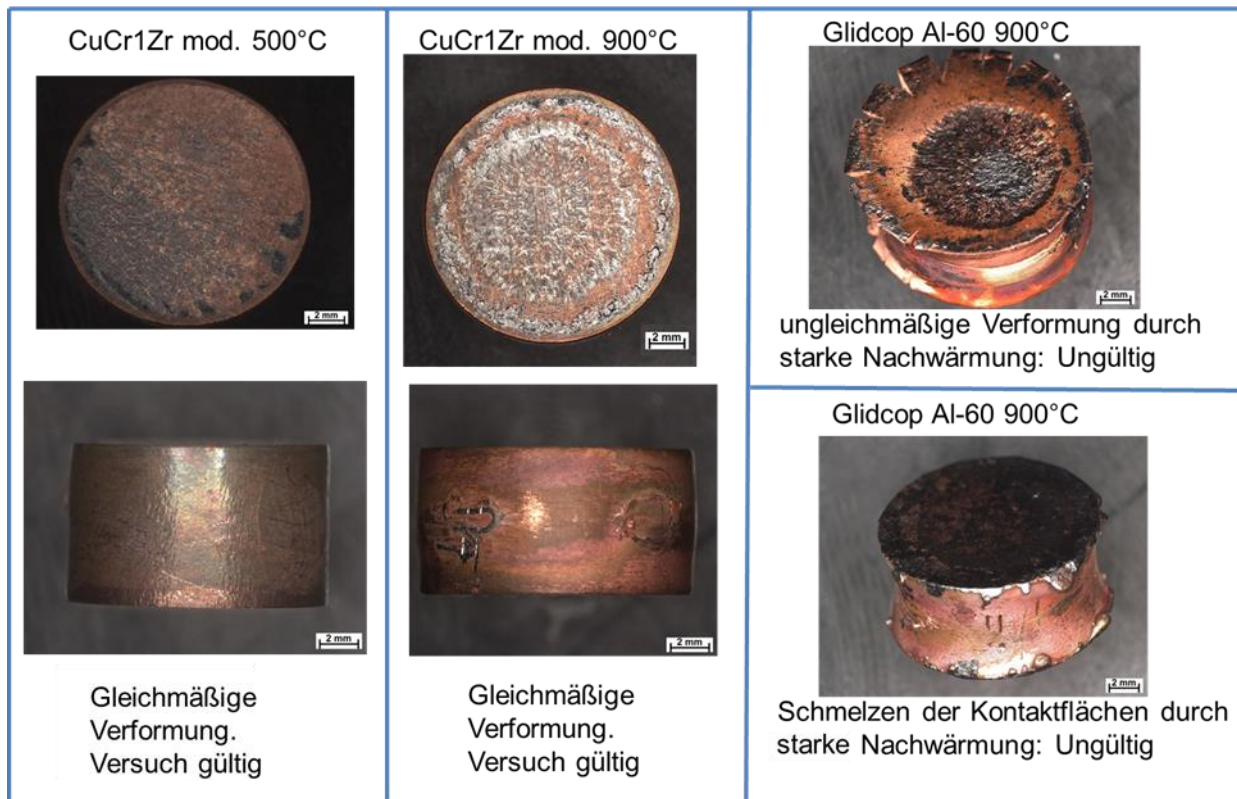 CuCr1Zr mod. 500°C
2 mm
2 mm
Gleichmäßige
Verformung.
Versuch gültig
CuCr1Zr mod. 900°C
2 mm
2 mm
Gleichmäßige
Verformung.
Versuch gültig
Glidcop Al-60 900°C
2 mm
ungleichmäßige Verformung durch
starke Nachwärmung: Ungültig
Glidcop Al-60 900°C
2 mm
Schmelzen der Kontaktflächen durch
starke Nachwärmung: Ungültig